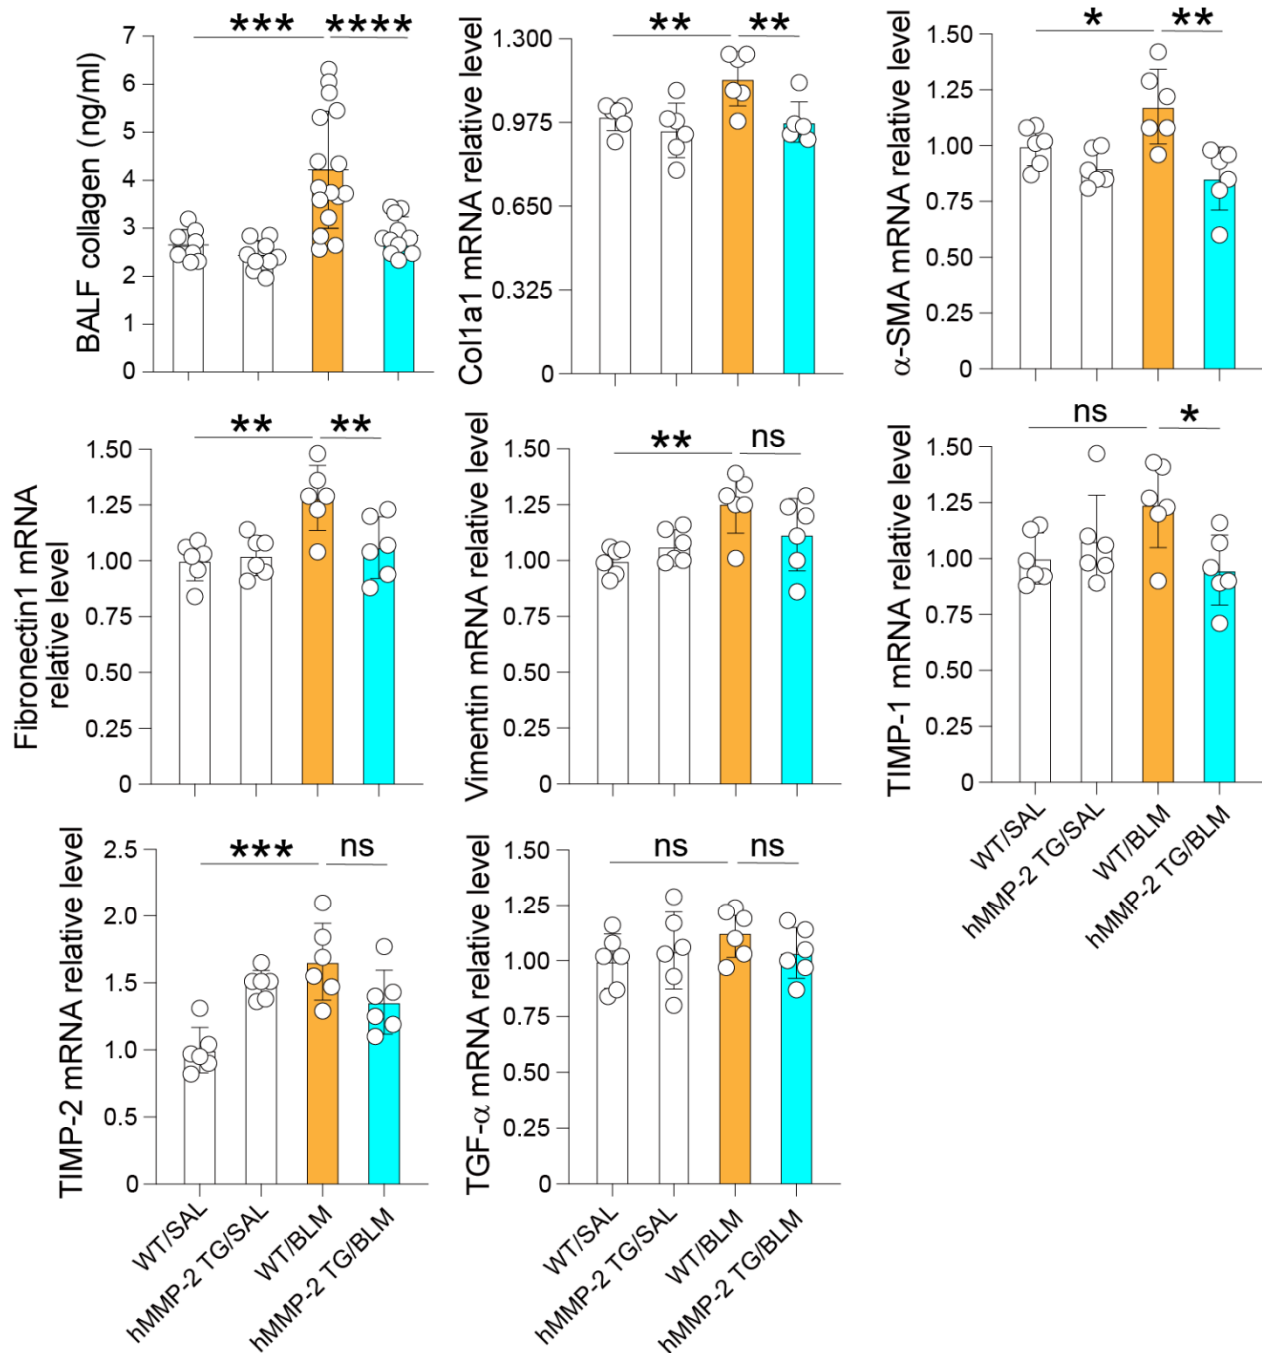 *** ****
BALF collagen (ng/ml)
7
6
5
4
3
2
1
0
** **
Col1a1 mRNA relative level
1.300
0.975
0.650
0.325
0
* **
α-SMA mRNA relative level
1.50
1.25
1.00
0.75
0.50
0.25
0
** **
Fibronectin1 mRNA
relative level
1.50
1.25
1.00
0.75
0.50
0.25
0
** ns
Vimentin mRNA relative level
1.50
1.25
1.00
0.75
0.50
0.25
0
ns *
TIMP-1 mRNA relative level
1.50
1.25
1.00
0.75
0.50
0.25
0
WT/SAL
hMMP-2 TG/SAL
WT/BLM
hMMP-2 TG/BLM
*** ns
TIMP-2 mRNA relative level
2.5
2.0
1.5
1.0
0.5
0
WT/SAL
hMMP-2 TG/SAL
WT/BLM
hMMP-2 TG/BLM
ns ns
TGF-α mRNA relative level
1.50
1.25
1.00
0.75
0.50
0.25
0
WT/SAL
hMMP-2 TG/SAL
WT/BLM
hMMP-2 TG/BLM